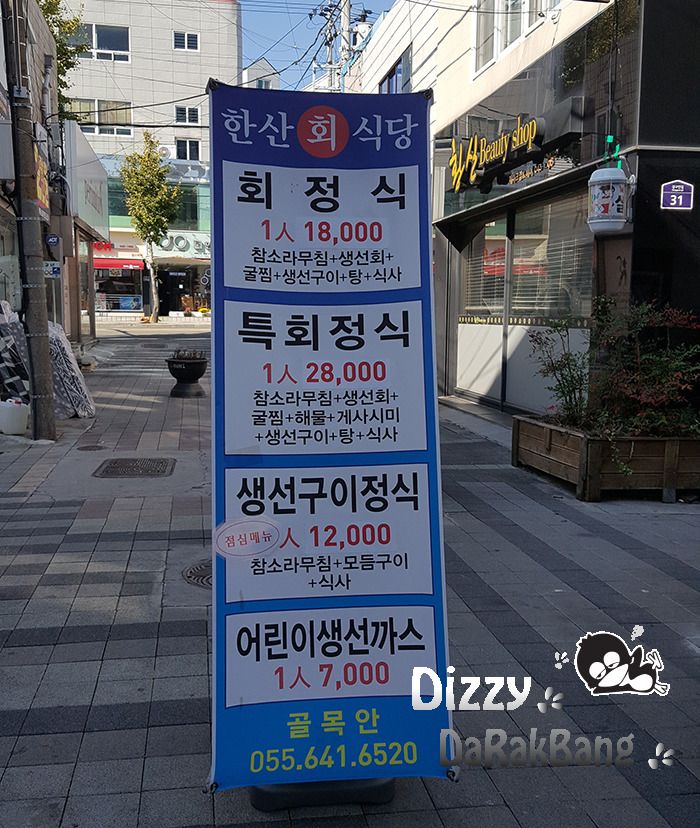 한산 회 식당
회정식
1人 18,000
참소라무침+생선회+
굴찜+생선구이+탕+식사
특회정식
1人 28,000
참소라무침+생선회+
굴찜+해물+게사시미
+생선구이+탕+식사
생선구이정식
점심메뉴
人 12,000
참소라무침+모듬구이
+식사
어린이생선까스
1人 7,000
골목안
055.641.6520
한산 Beauty shop
31
ADT
Dizzy
DaRakBang